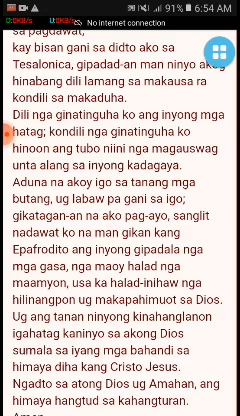 0:0KB/s U:0KB/s No internet connection 91% 6:54 AM
sa pagdawat,
kay bisan gani sa didto ako sa
Tesalonica, gipadad-an man ninyo akog
hinabang dili lamang sa makausa ra
kondili sa makaduha.
Dili nga ginatinguha ko ang inyong mga
hatag; kondili nga ginatinguha ko
hinoon ang tubo niini nga magauswag
unta alang sa inyong kadagaya.
Aduna na akoy igo sa tanang mga
butang, ug labaw pa gani sa igo;
gikatagan-an na ako pag-ayo, sanglit
nadawat ko na man gikan kang
Epafrodito ang inyong gipadala nga
mga gasa, nga maoy halad nga
maamyon, usa ka halad-inihaw nga
hilinangpon ug makapahimuot sa Dios.
Ug ang tanan ninyong kinahanglanon
igahatag kaninyo sa akong Dios
sumala sa iyang mga bahandi sa
himaya diha kang Cristo Jesus.
Ngadto sa atong Dios ug Amahan, ang
himaya hangtud sa kahangturan.
Amen